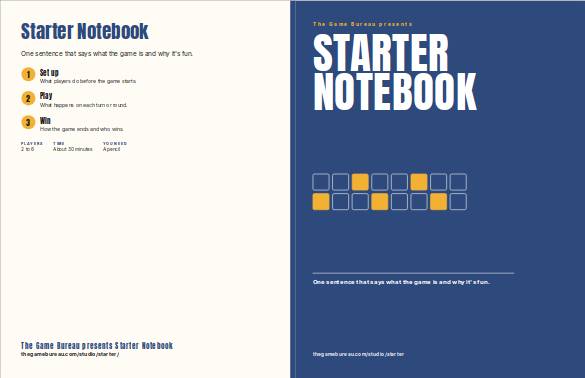 Starter Notebook
One sentence that says what the game is and why it's fun.
1 Set up
What players do before the game starts.
2 Play
What happens on each turn or round.
3 Win
How the game ends and who wins.
PLAYERS TIME YOU NEED
2 to 6 About 30 minutes A pencil
The Game Bureau presents Starter Notebook
thegamebureau.com/studio/starter/
The Game Bureau presents
STARTER
NOTEBOOK
One sentence that says what the game is and why it's fun.
thegamebureau.com/studio/starter